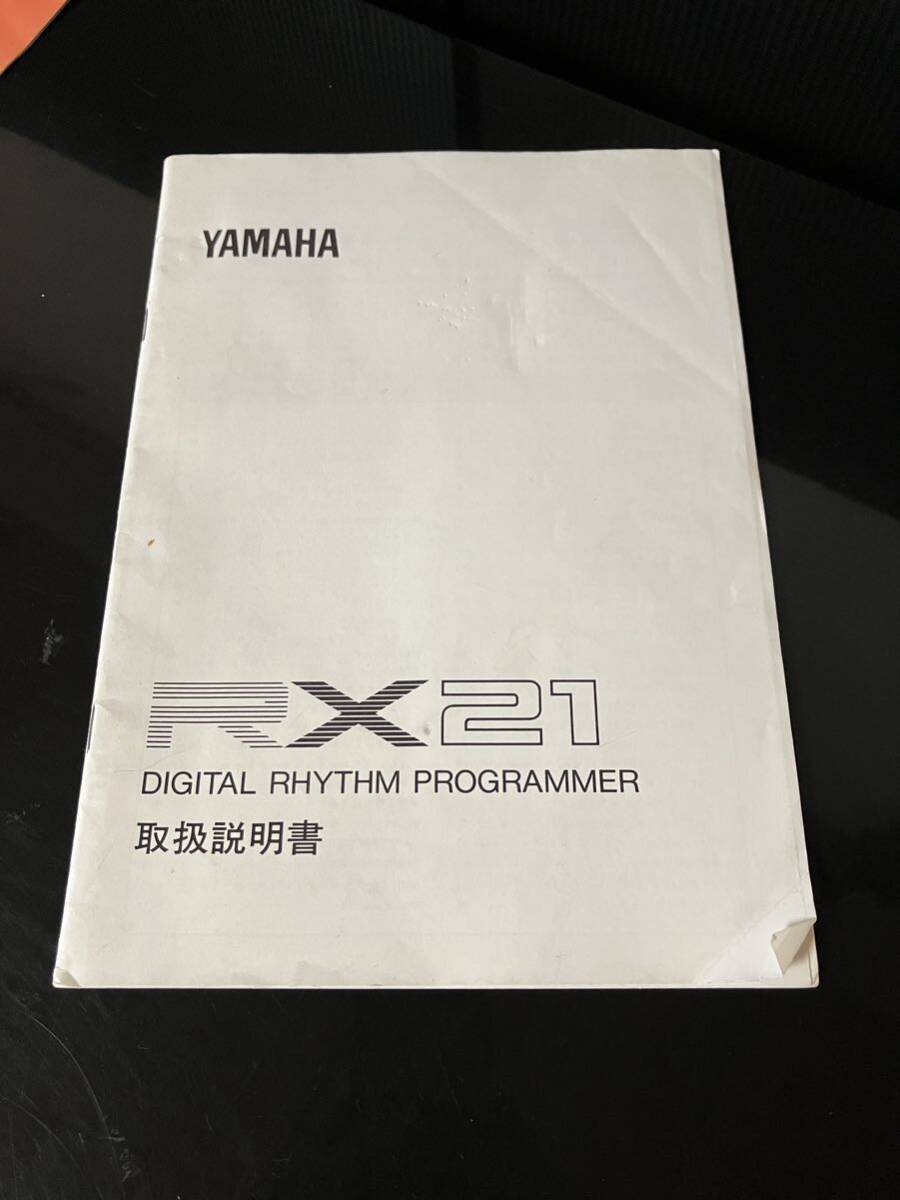 YAMAHA
RX21
DIGITAL RHYTHM PROGRAMMER
取扱説明書